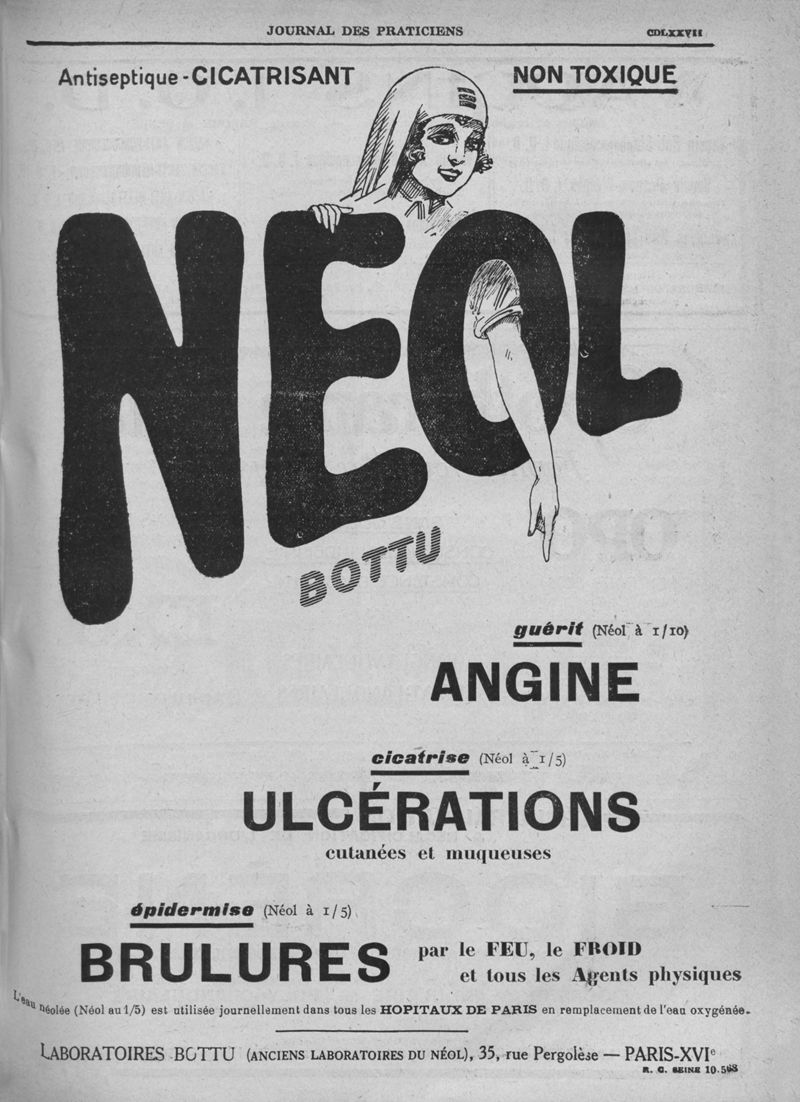 JOURNAL DES PRATICIENS CDLXXVII
Antiseptique - CICATRISANT NON TOXIQUE
NÉOL
BOTTU
guérit (Néol à 1/10)
ANGINE
cicatrise (Néol à 1/5)
ULCÉRATIONS
cutanées et muqueuses
épidermise (Néol à 1/5)
BRULURES par le FEU, le FROID
et tous les Agents physiques
L'eau néolée (Néol au 1/5) est utilisée journellement dans tous les HOPITAUX DE PARIS en remplacement de l'eau oxygénée.
LABORATOIRES BOTTU (ANCIENS LABORATOIRES DU NÉOL), 35, rue Pergolèse — PARIS-XVIe
R. C. SEINE